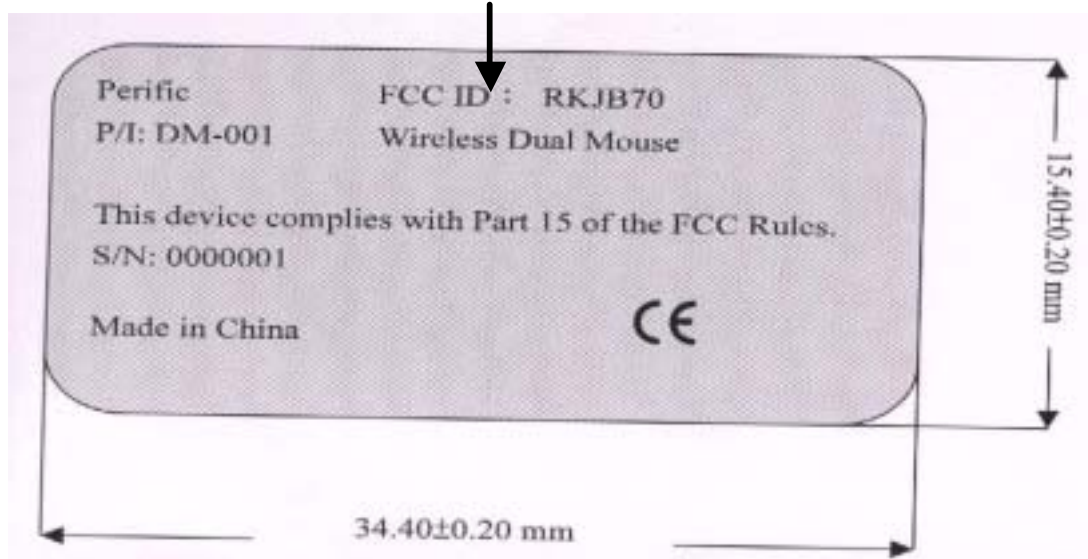 Perific FCC ID : RKJB70
P/I: DM-001 Wireless Dual Mouse
This device complies with Part 15 of the FCC Rules.
S/N: 0000001
Made in China CE
15.40±0.20 mm
34.40±0.20 mm